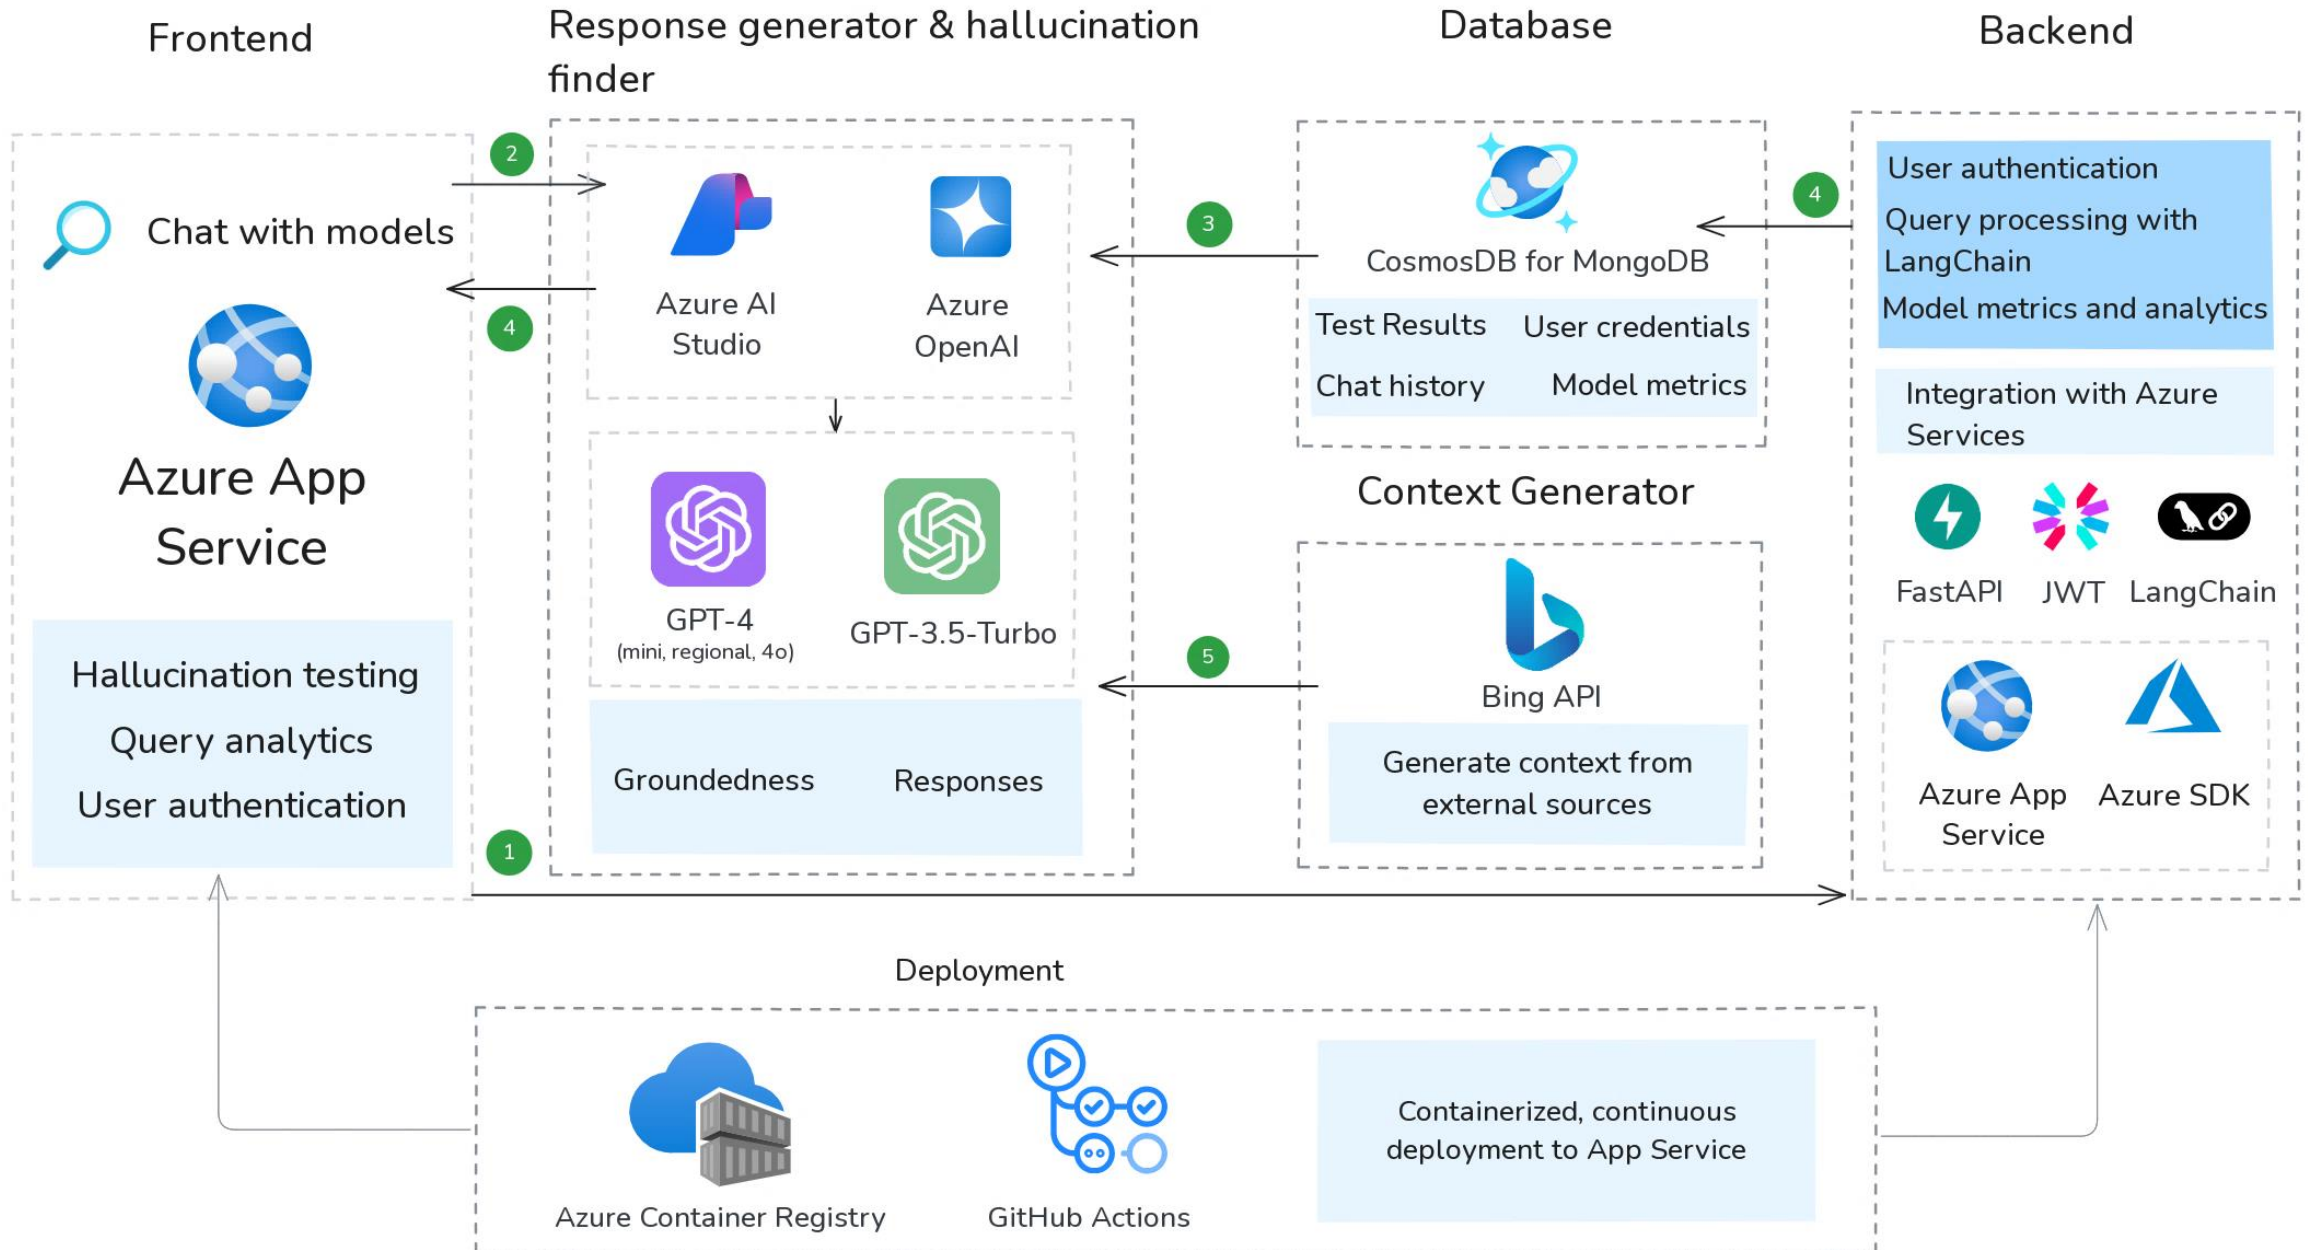 Frontend
Response generator & hallucination
finder
Database
Backend
2
Chat with models
4
Azure App
Service
Hallucination testing
Query analytics
User authentication
1
Azure AI
Studio
Azure
OpenAI
GPT-4
(mini, regional, 4o)
GPT-3.5-Turbo
Groundedness
Responses
3
CosmosDB for MongoDB
Test Results
User credentials
Chat history
Model metrics
4
Context Generator
5
Bing API
Generate context from
external sources
User authentication
Query processing with
LangChain
Model metrics and analytics
Integration with Azure
Services
FastAPI
JWT
LangChain
Azure App
Service
Azure SDK
Deployment
Azure Container Registry
GitHub Actions
Containerized, continuous
deployment to App Service